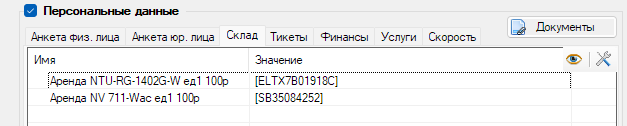 Персональные данные
Документы
Анкета физ. лица Анкета юр. лица Склад Тикеты Финансы Услуги Скорость
Имя Значение
Аренда NTU-RG-1402G-W ед1 100р [ELTX7B01918C]
Аренда NV 711-Wac ед1 100р [SB35084252]